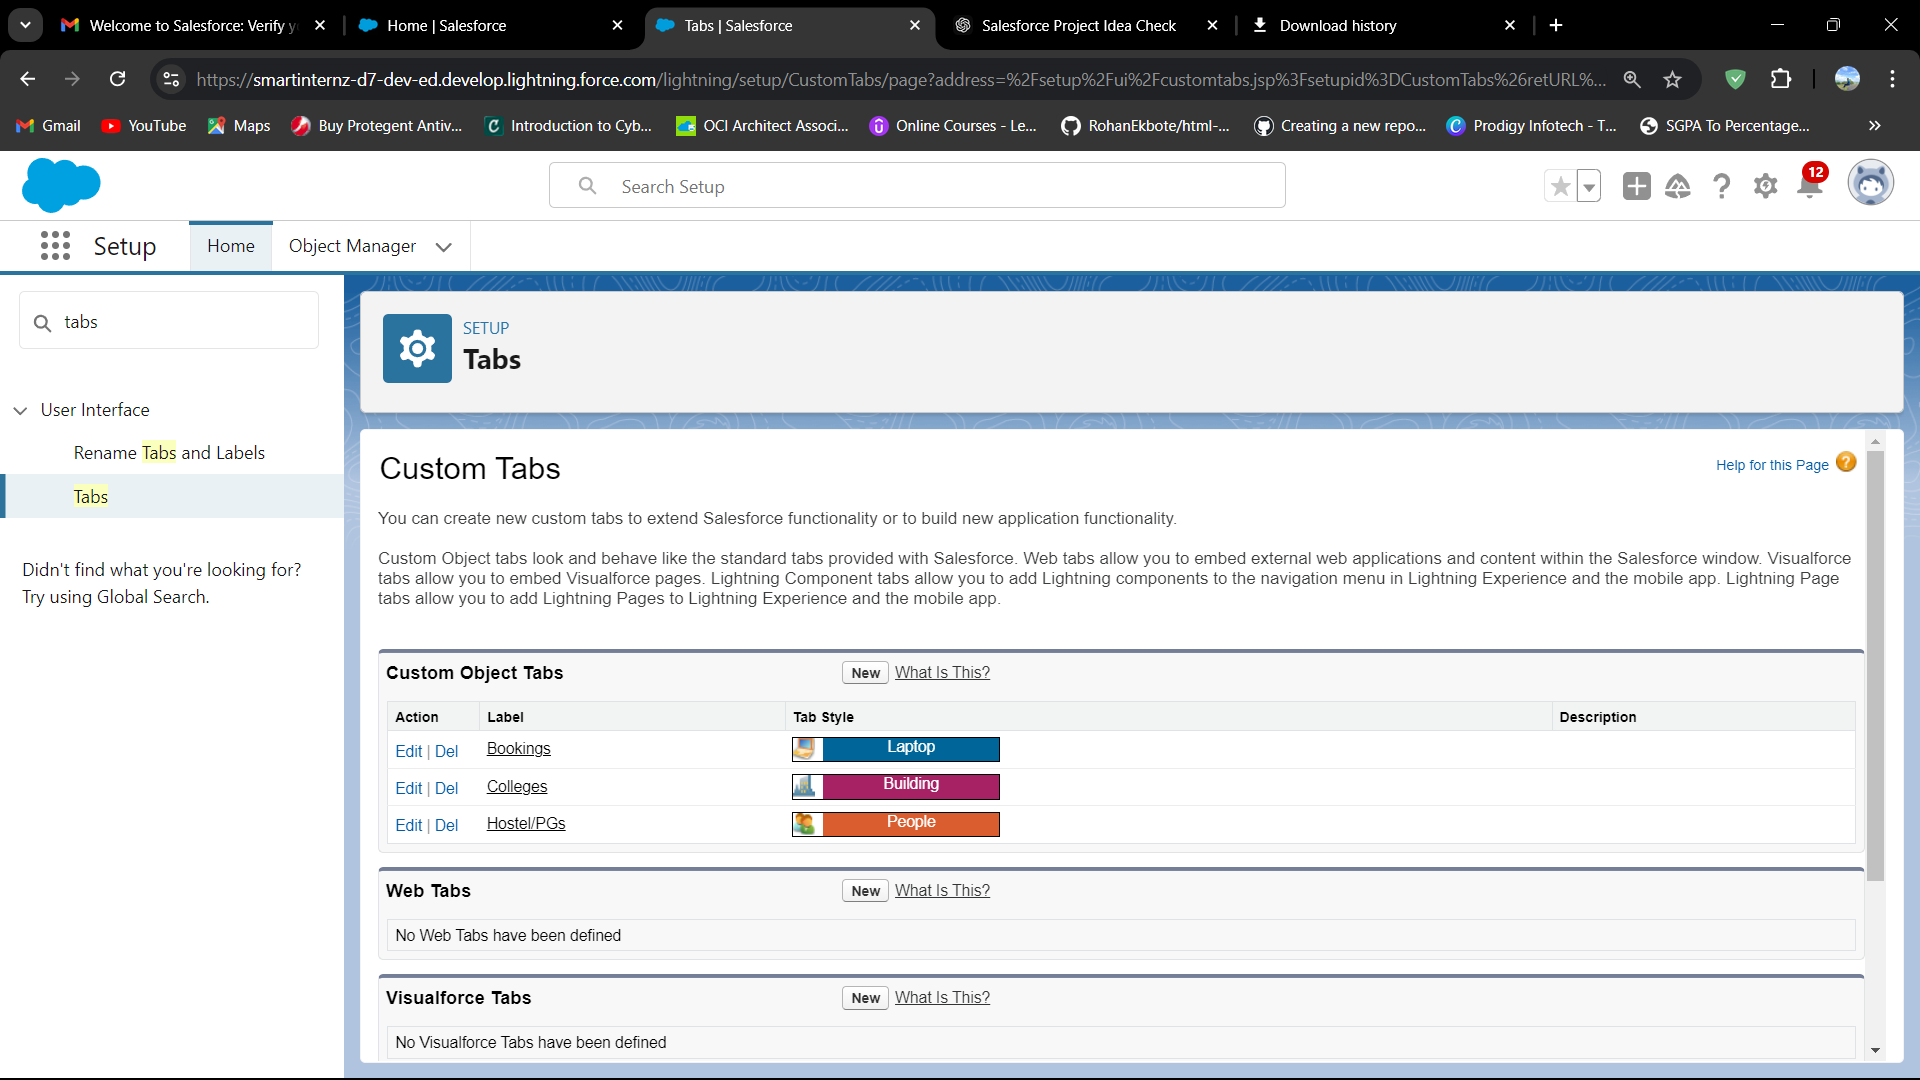 Welcome to Salesforce: Verify y
Home | Salesforce
Tabs | Salesforce
Salesforce Project Idea Check
Download history
https://smartinternz-d7-dev-ed.develop.lightning.force.com/lightning/setup/CustomTabs/page?address=%2Fsetup%2Fui%2Fcustomtabs.jsp%3Fsetupid%3DCustomTabs%26retURL%...
Gmail
YouTube
Maps
Buy Protegent Antiv...
Introduction to Cyb...
OCI Architect Associ...
Online Courses - Le...
RohanEkbote/html-...
Creating a new repo...
Prodigy Infotech - T...
SGPA To Percentage...
Search Setup
12
Setup
Home
Object Manager
tabs
User Interface
Rename Tabs and Labels
Tabs
Didn't find what you're looking for?
Try using Global Search.
SETUP
Tabs
Custom Tabs
Help for this Page
You can create new custom tabs to extend Salesforce functionality or to build new application functionality.
Custom Object tabs look and behave like the standard tabs provided with Salesforce. Web tabs allow you to embed external web applications and content within the Salesforce window. Visualforce
tabs allow you to embed Visualforce pages. Lightning Component tabs allow you to add Lightning components to the navigation menu in Lightning Experience and the mobile app. Lightning Page
tabs allow you to add Lightning Pages to Lightning Experience and the mobile app.
Custom Object Tabs
New
What Is This?
Action Label Tab Style Description
Edit | Del Bookings Laptop
Edit | Del Colleges Building
Edit | Del Hostel/PGs People
Web Tabs
New
What Is This?
No Web Tabs have been defined
Visualforce Tabs
New
What Is This?
No Visualforce Tabs have been defined